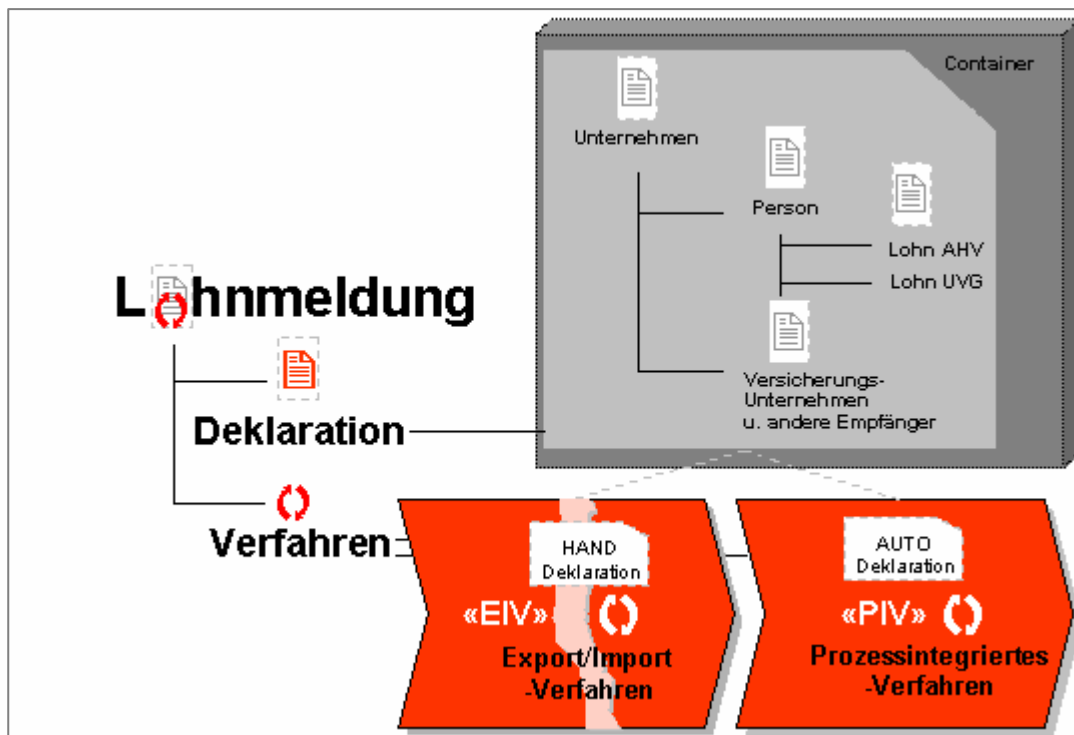 Container
Unternehmen
Person
Lohn AHV
Lohn UVG
Versicherungs-
Unternehmen
u. andere Empfänger
Lohnmeldung
Deklaration
Verfahren
HAND
Deklaration
«EIV»
Export/Import
-Verfahren
AUTO
Deklaration
«PIV»
Prozessintegriertes
-Verfahren